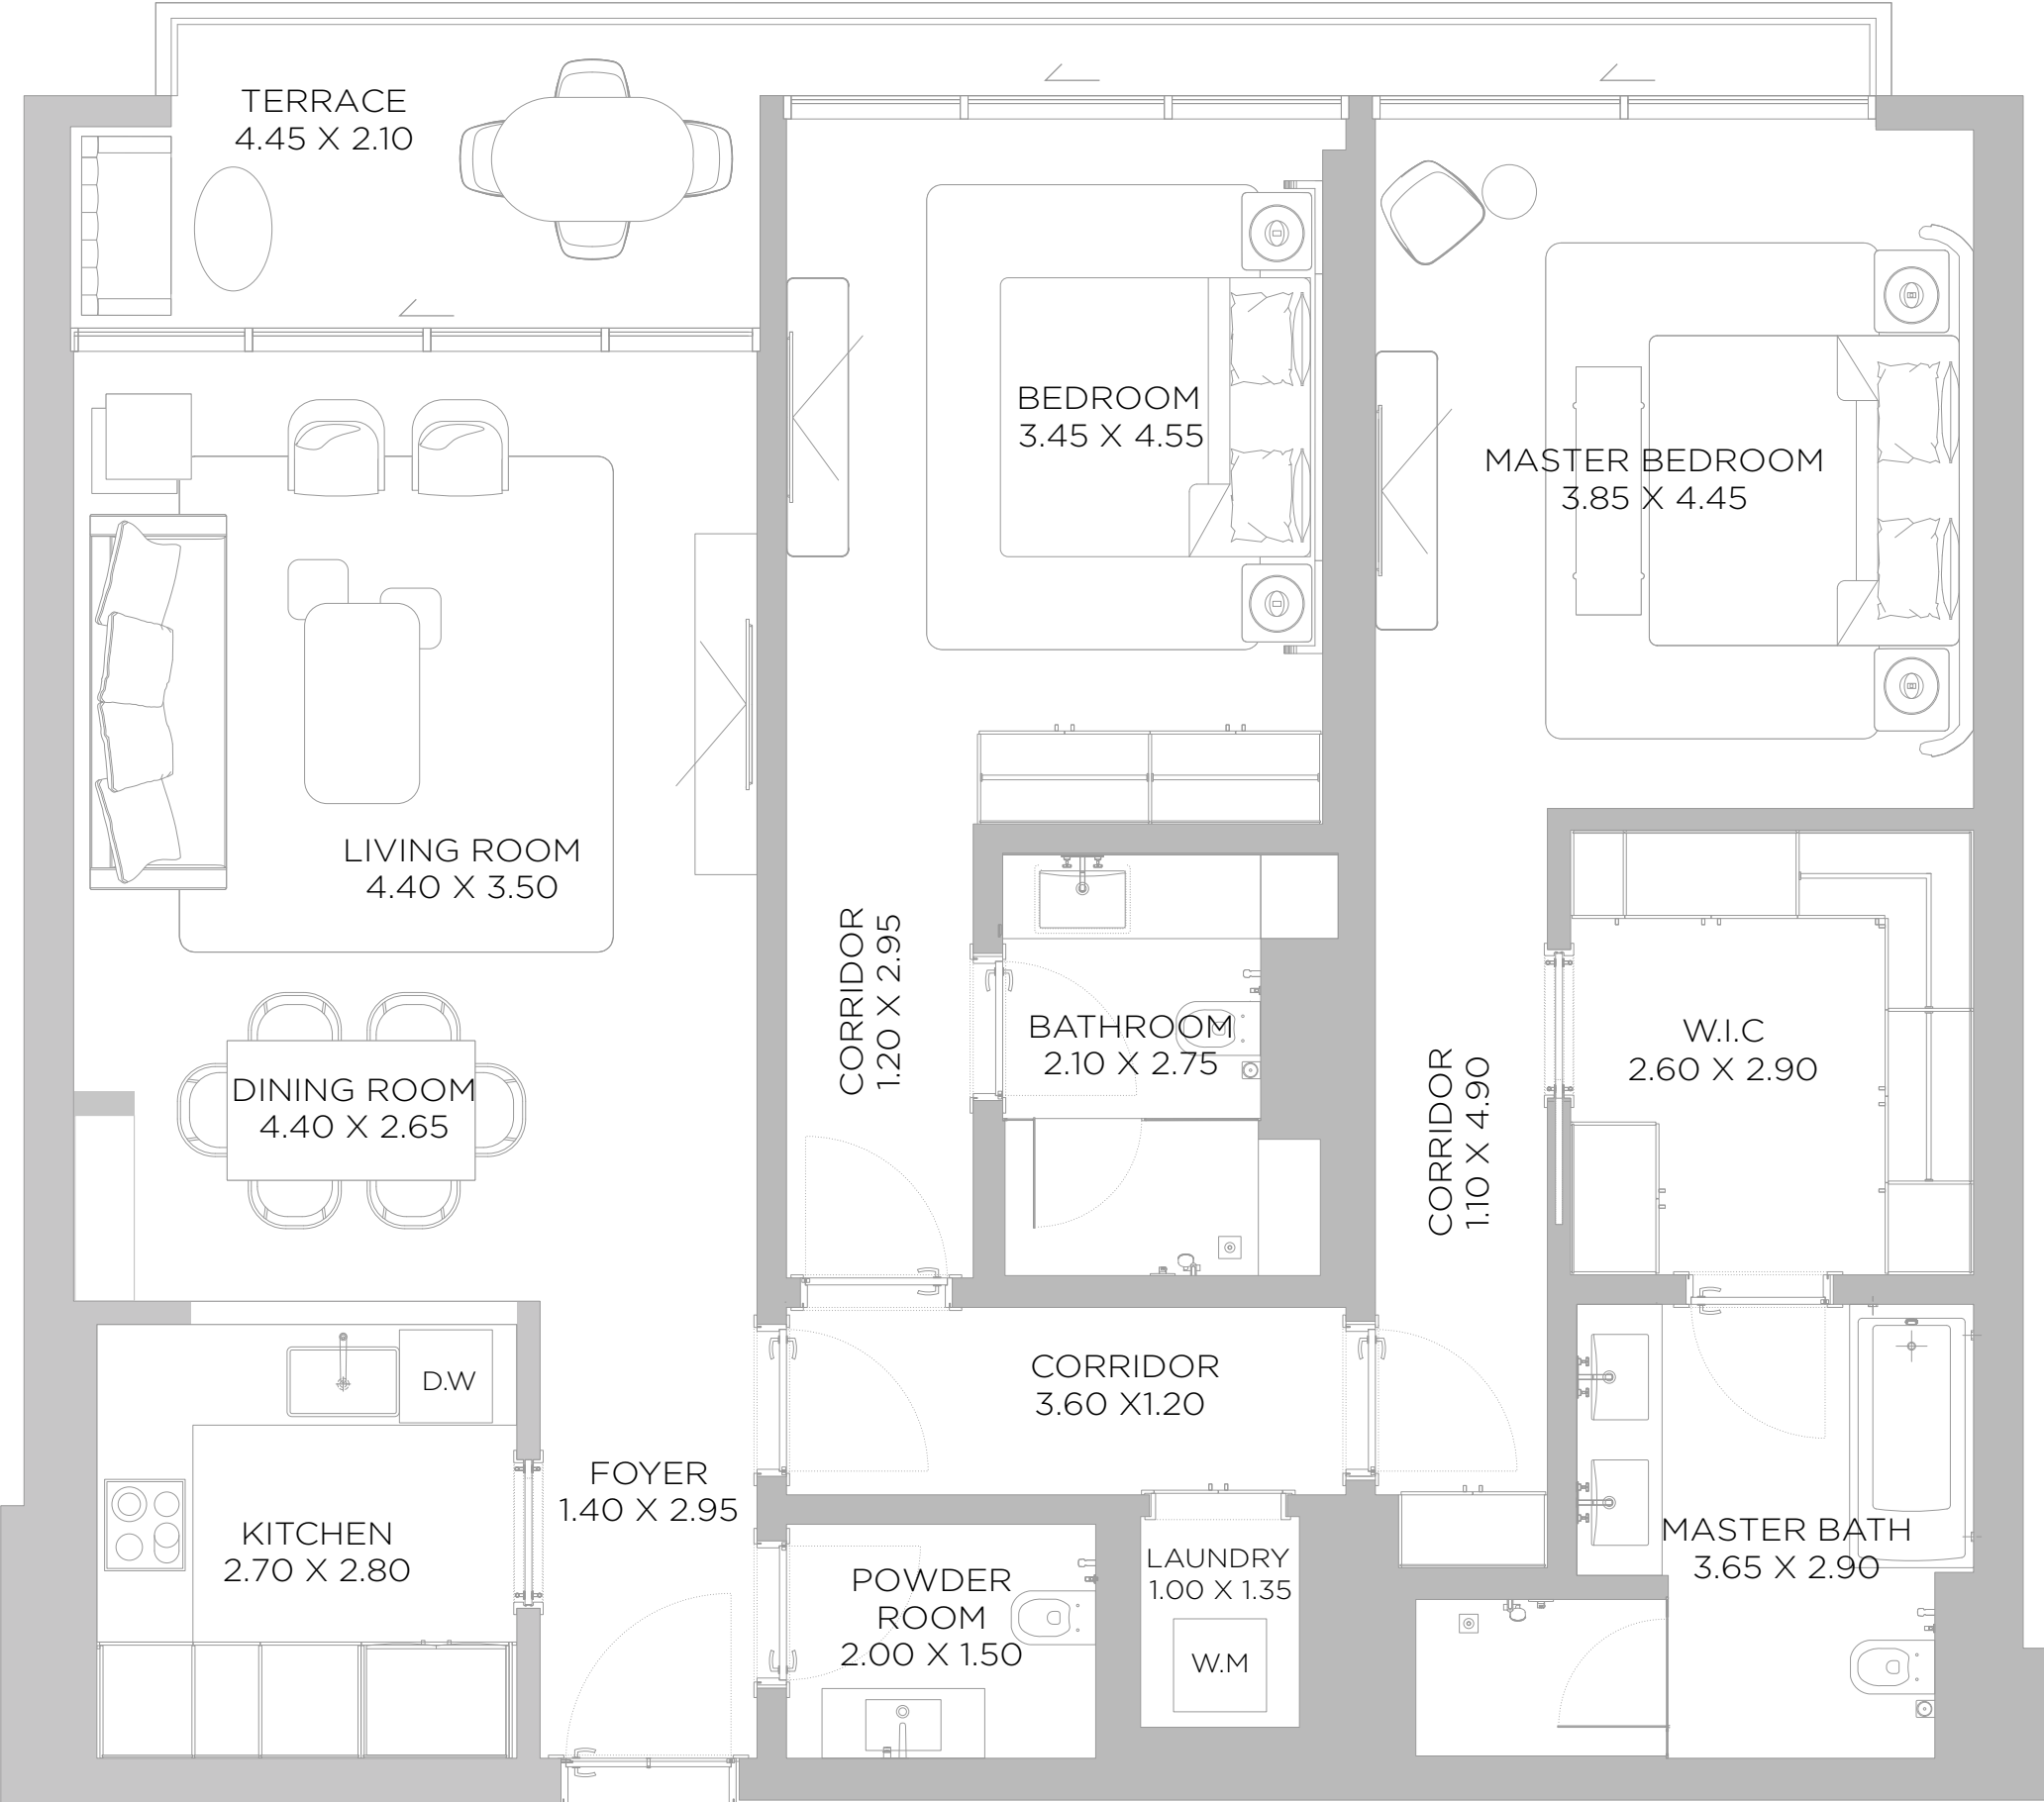 TERRACE
4.45 X 2.10
BEDROOM
3.45 X 4.55
MASTER BEDROOM
3.85 X 4.45
LIVING ROOM
4.40 X 3.50
CORRIDOR
1.20 X 2.95
BATHROOM
2.10 X 2.75
W.I.C
2.60 X 2.90
DINING ROOM
4.40 X 2.65
CORRIDOR
1.10 X 4.90
D.W
CORRIDOR
3.60 X1.20
FOYER
1.40 X 2.95
KITCHEN
2.70 X 2.80
POWDER
ROOM
2.00 X 1.50
LAUNDRY
1.00 X 1.35
W.M
MASTER BATH
3.65 X 2.90